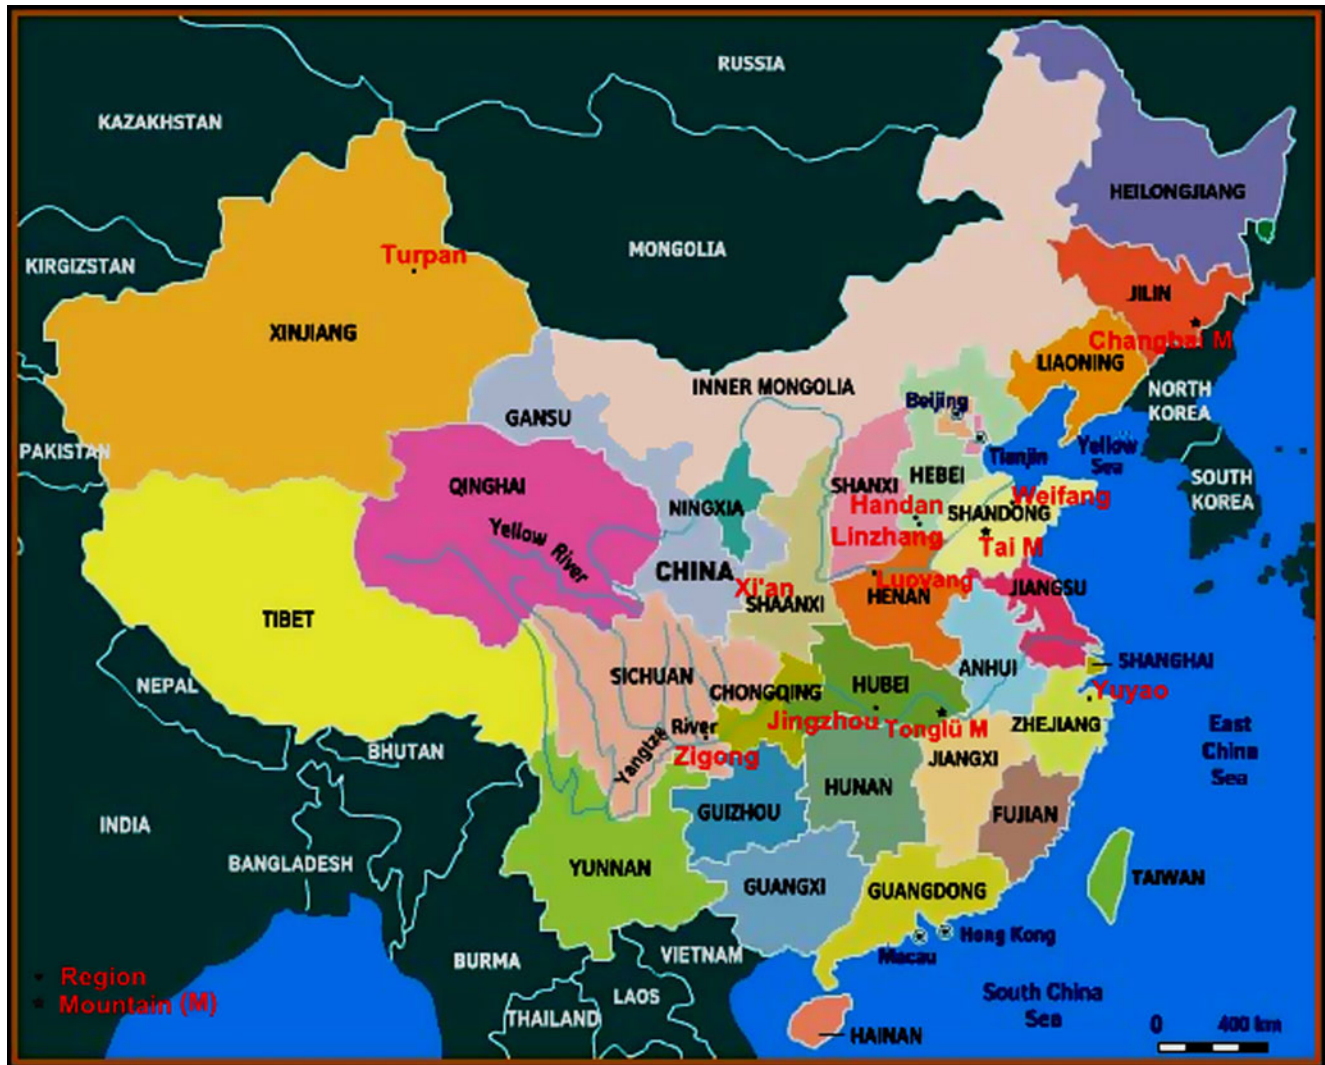 RUSSIA
KAZAKHSTAN
HEILONGJIANG
MONGOLIA
Turpan
KIRGIZSTAN
JILIN
XINJIANG
Changbai M
LIAONING
INNER MONGOLIA
NORTH
KOREA
Beijing
GANSU
PAKISTAN
Tianjin
Yellow
Sea
HEBEI
SHANXI
QINGHAI
SOUTH
KOREA
NINGXIA
Handan
Weifang
SHANDONG
Yellow River
Linzhang
Tai M
CHINA
Xi'an
Luoyang
JIANGSU
HENAN
SHAANXI
TIBET
SHANGHAI
ANHUI
SICHUAN
NEPAL
CHONGQING
HUBEI
Yuyao
Jingzhou
Tonglü M
ZHEJIANG
East
China
Sea
Yangtze River
BHUTAN
Zigong
JIANGXI
HUNAN
GUIZHOU
FUJIAN
INDIA
BANGLADESH
YUNNAN
TAIWAN
GUANGXI
GUANGDONG
Hong Kong
Macau
VIETNAM
BURMA
Region
Mountain (M)
LAOS
South China
Sea
THAILAND
0 400 km
HAINAN